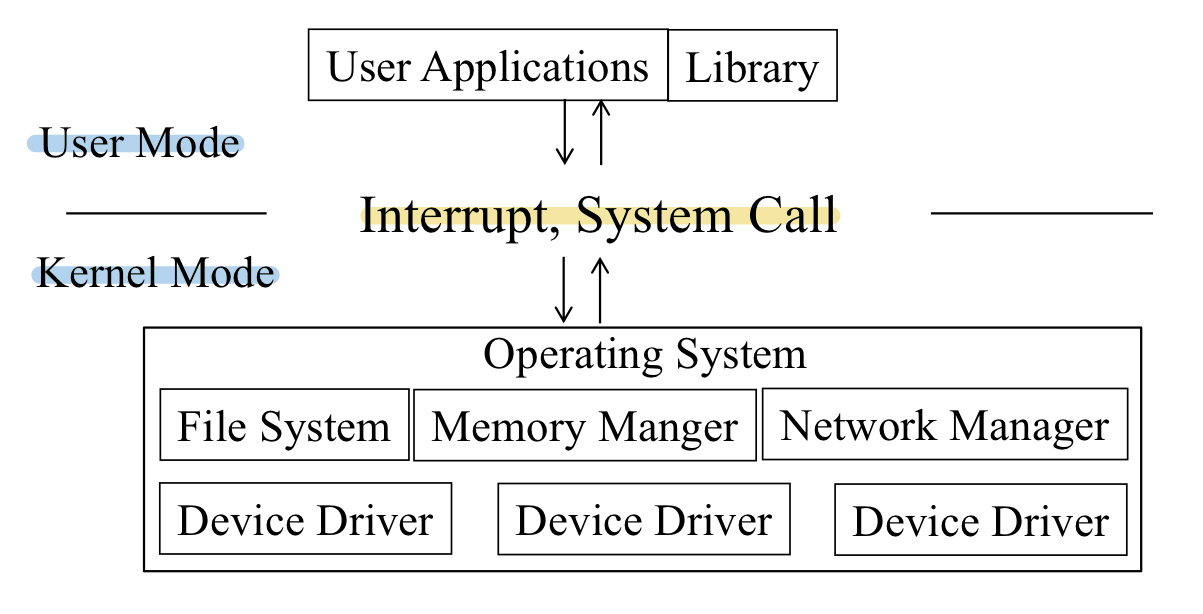 User Applications Library
User Mode
Interrupt, System Call
Kernel Mode
Operating System
File System Memory Manger Network Manager
Device Driver Device Driver Device Driver